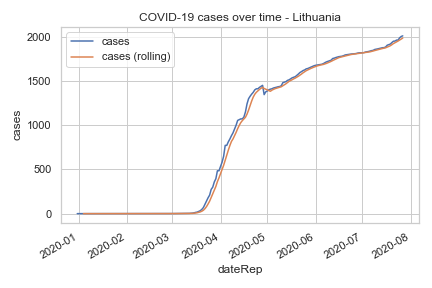 COVID-19 cases over time - Lithuania
cases
cases (rolling)
2000
1500
1000
500
0
cases
2020-01
2020-02
2020-03
2020-04
2020-05
2020-06
2020-07
2020-08
dateRep